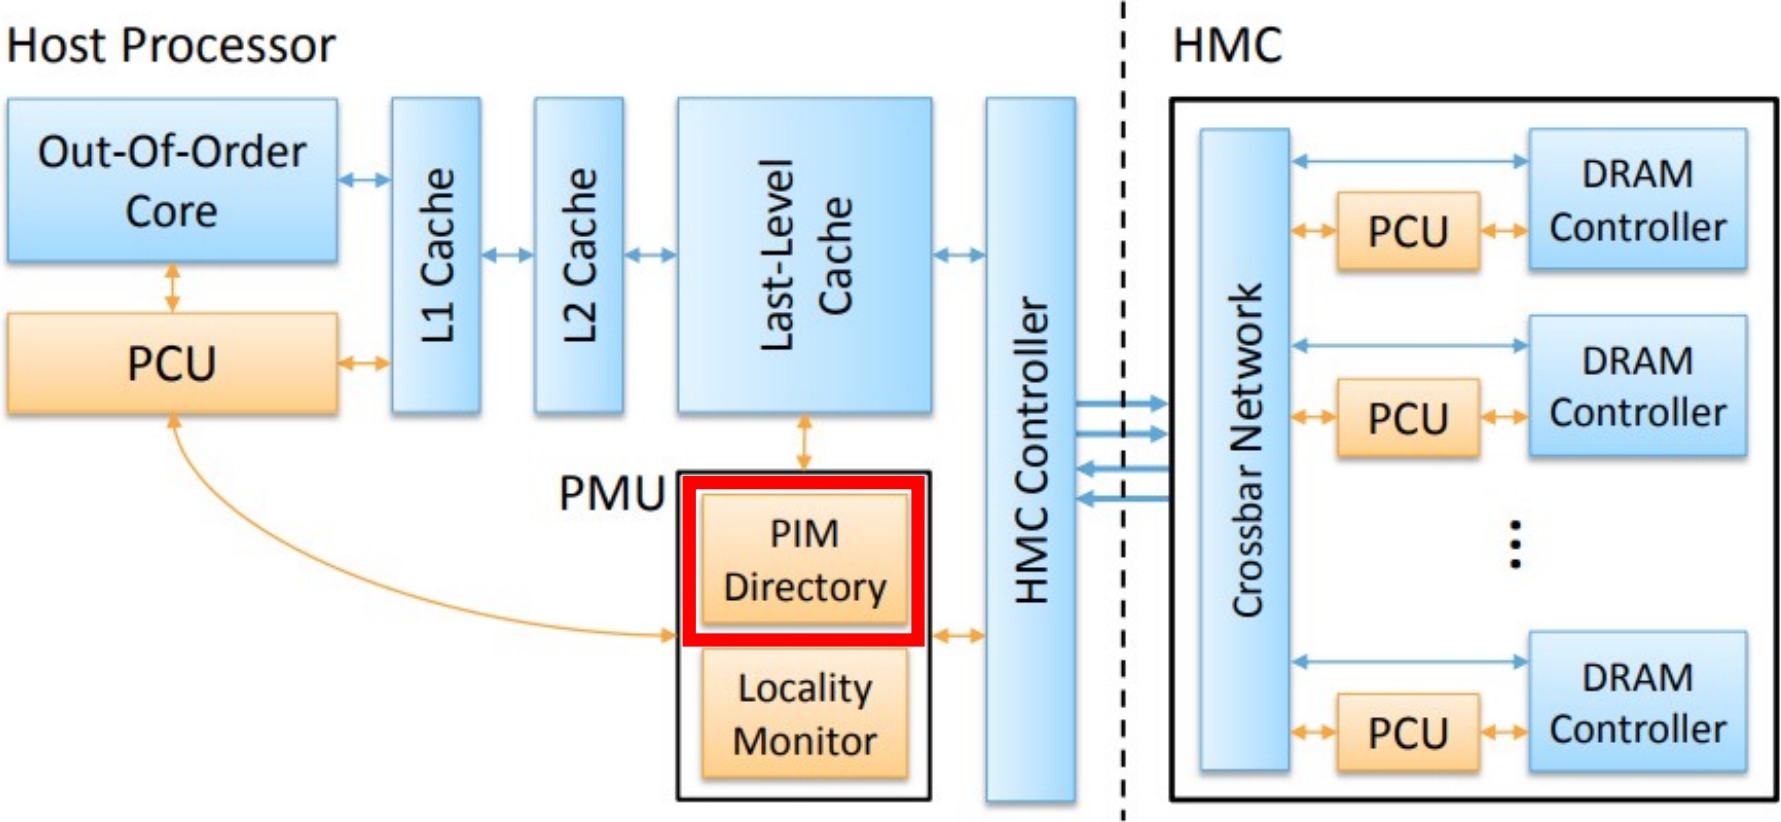 Host Processor
HMC
Out-Of-Order
Core
PCU
L1 Cache
L2 Cache
Last-Level
Cache
PMU
PIM
Directory
Locality
Monitor
HMC Controller
Crossbar Network
DRAM
Controller
PCU
DRAM
Controller
PCU
...
DRAM
Controller
PCU